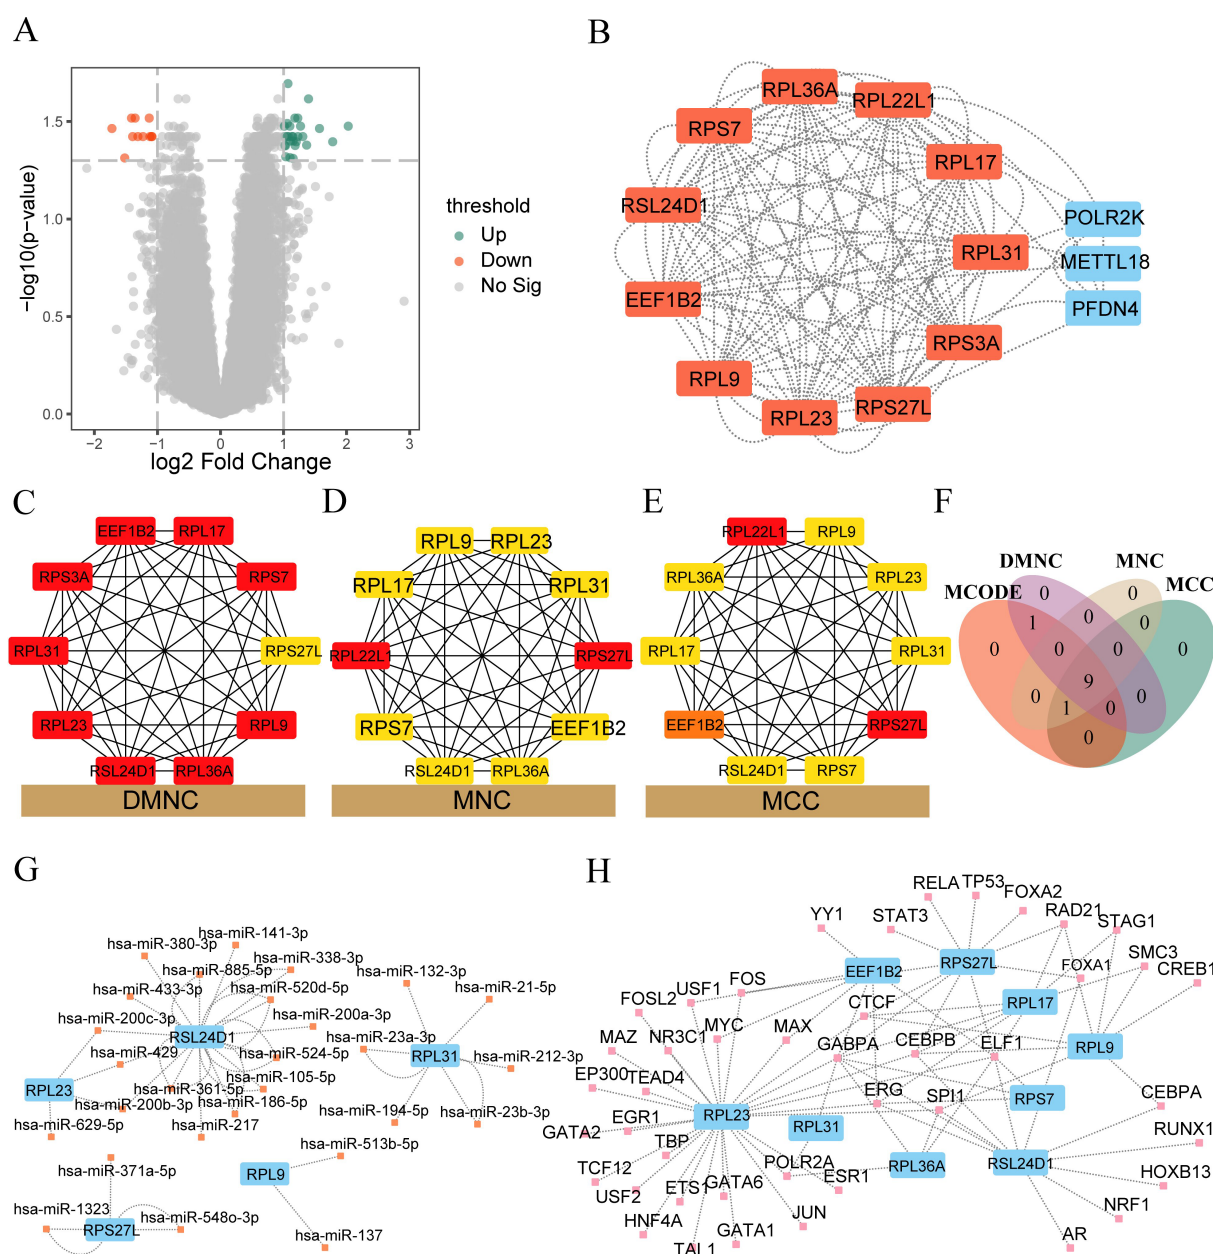 A
1.5
1.0
0.5
0.0
−log10(p−value)
−2
−1
0
1
2
3
log2 Fold Change
threshold
Up
Down
No Sig
B
RPL36A
RPL22L1
RPS7
RPL17
RSL24D1
POLR2K
RPL31
METTL18
EEF1B2
PFDN4
RPS3A
RPL9
RPS27L
RPL23
C
EEF1B2
RPL17
RPS3A
RPS7
RPL31
RPS27L
RPL23
RPL9
RSL24D1
RPL36A
DMNC
D
RPL9
RPL23
RPL17
RPL31
RPL22L1
RPS27L
RPS7
EEF1B2
RSL24D1
RPL36A
MNC
E
RPL22L1
RPL9
RPL36A
RPL23
RPL17
RPL31
EEF1B2
RPS27L
RSL24D1
RPS7
MCC
F
DMNC
MNC
MCODE
MCC
0
0
1
0
0
0
0
0
0
9
0
0
1
0
0
G
hsa-miR-141-3p
hsa-miR-380-3p
hsa-miR-338-3p
hsa-miR-885-5p
hsa-miR-132-3p
hsa-miR-433-3p
hsa-miR-520d-5p
hsa-miR-21-5p
hsa-miR-200c-3p
hsa-miR-200a-3p
RSL24D1
hsa-miR-23a-3p
hsa-miR-429
hsa-miR-524-5p
RPL31
hsa-miR-212-3p
hsa-miR-105-5p
RPL23
hsa-miR-361-5p
hsa-miR-200b-3p
hsa-miR-186-5p
hsa-miR-194-5p
hsa-miR-23b-3p
hsa-miR-629-5p
hsa-miR-217
hsa-miR-513b-5p
hsa-miR-371a-5p
RPL9
hsa-miR-1323
hsa-miR-548o-3p
RPS27L
hsa-miR-137
H
RELA
TP53
FOXA2
YY1
STAT3
RAD21
STAG1
SMC3
EEF1B2
RPS27L
FOXA1
CREB1
FOS
USF1
FOSL2
CTCF
RPL17
MYC
MAX
MAZ
NR3C1
GABPA
CEBPB
ELF1
RPL9
EP300
TEAD4
ERG
SPI1
RPS7
CEBPA
EGR1
RPL23
GATA2
RPL31
RUNX1
TBP
TCF12
POLR2A
RPL36A
RSL24D1
HOXB13
USF2
ETS1
GATA6
ESR1
NRF1
HNF4A
JUN
GATA1
AR
TAL1